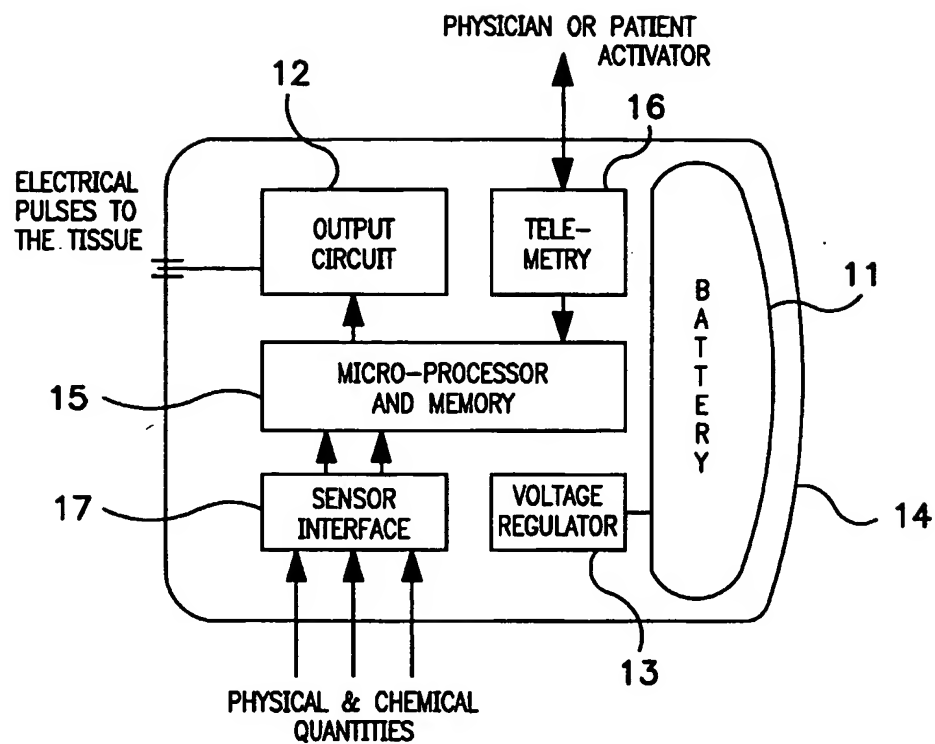 PHYSICIAN OR PATIENT
ACTIVATOR
12
16
ELECTRICAL
PULSES TO
THE TISSUE
OUTPUT
CIRCUIT
TELE-
METRY
BATTERY
11
15
MICRO-PROCESSOR
AND MEMORY
17
SENSOR
INTERFACE
VOLTAGE
REGULATOR
14
13
PHYSICAL & CHEMICAL
QUANTITIES